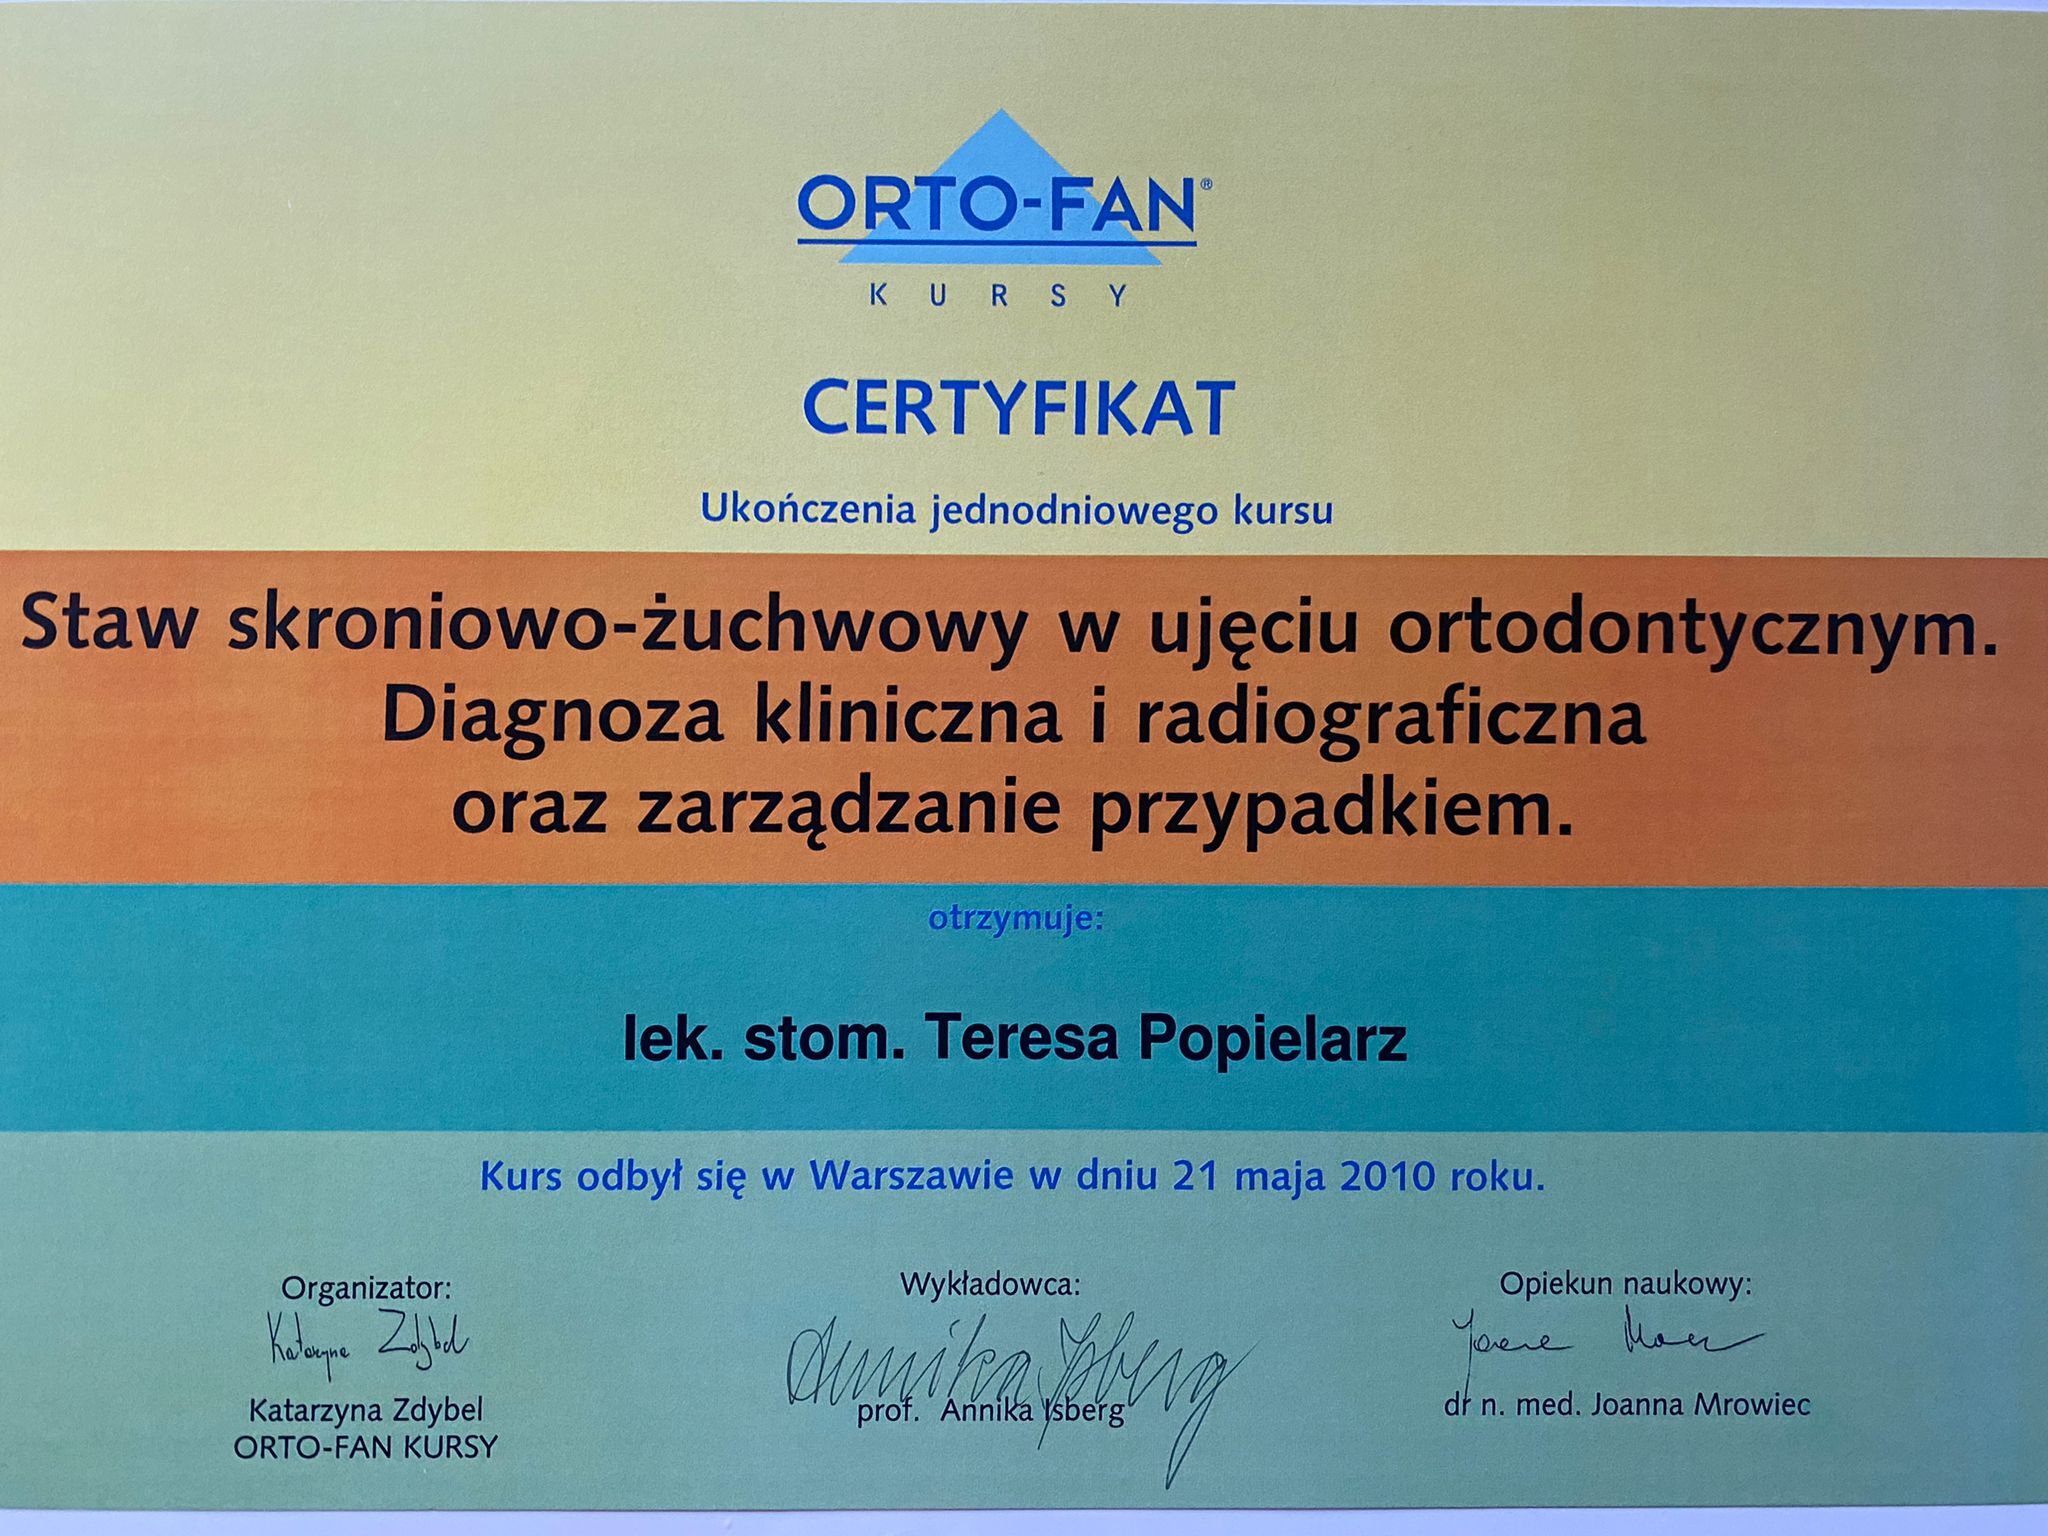 ORTO-FAN®
KURSY
CERTYFIKAT
Ukończenia jednodniowego kursu
Staw skroniowo-żuchwowy w ujęciu ortodontycznym.
Diagnoza kliniczna i radiograficzna
oraz zarządzanie przypadkiem.
otrzymuje:
lek. stom. Teresa Popielarz
Kurs odbył się w Warszawie w dniu 21 maja 2010 roku.
Organizator:
Katarzyna Zdybel
Katarzyna Zdybel
ORTO-FAN KURSY
Wykładowca:
Annika Isberg
prof. Annika Isberg
Opiekun naukowy:
dr n. med. Joanna Mrowiec